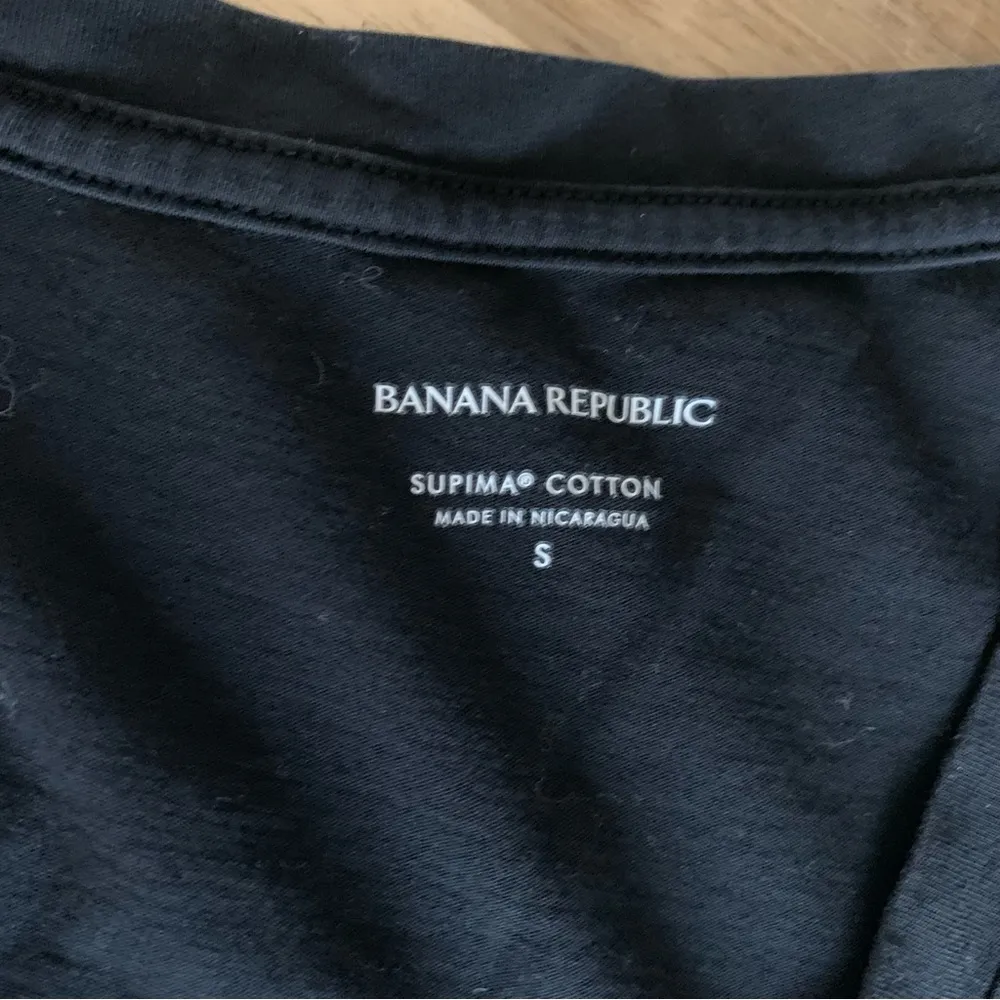 BANANA REPUBLIC
SUPIMA® COTTON
MADE IN NICARAGUA
S